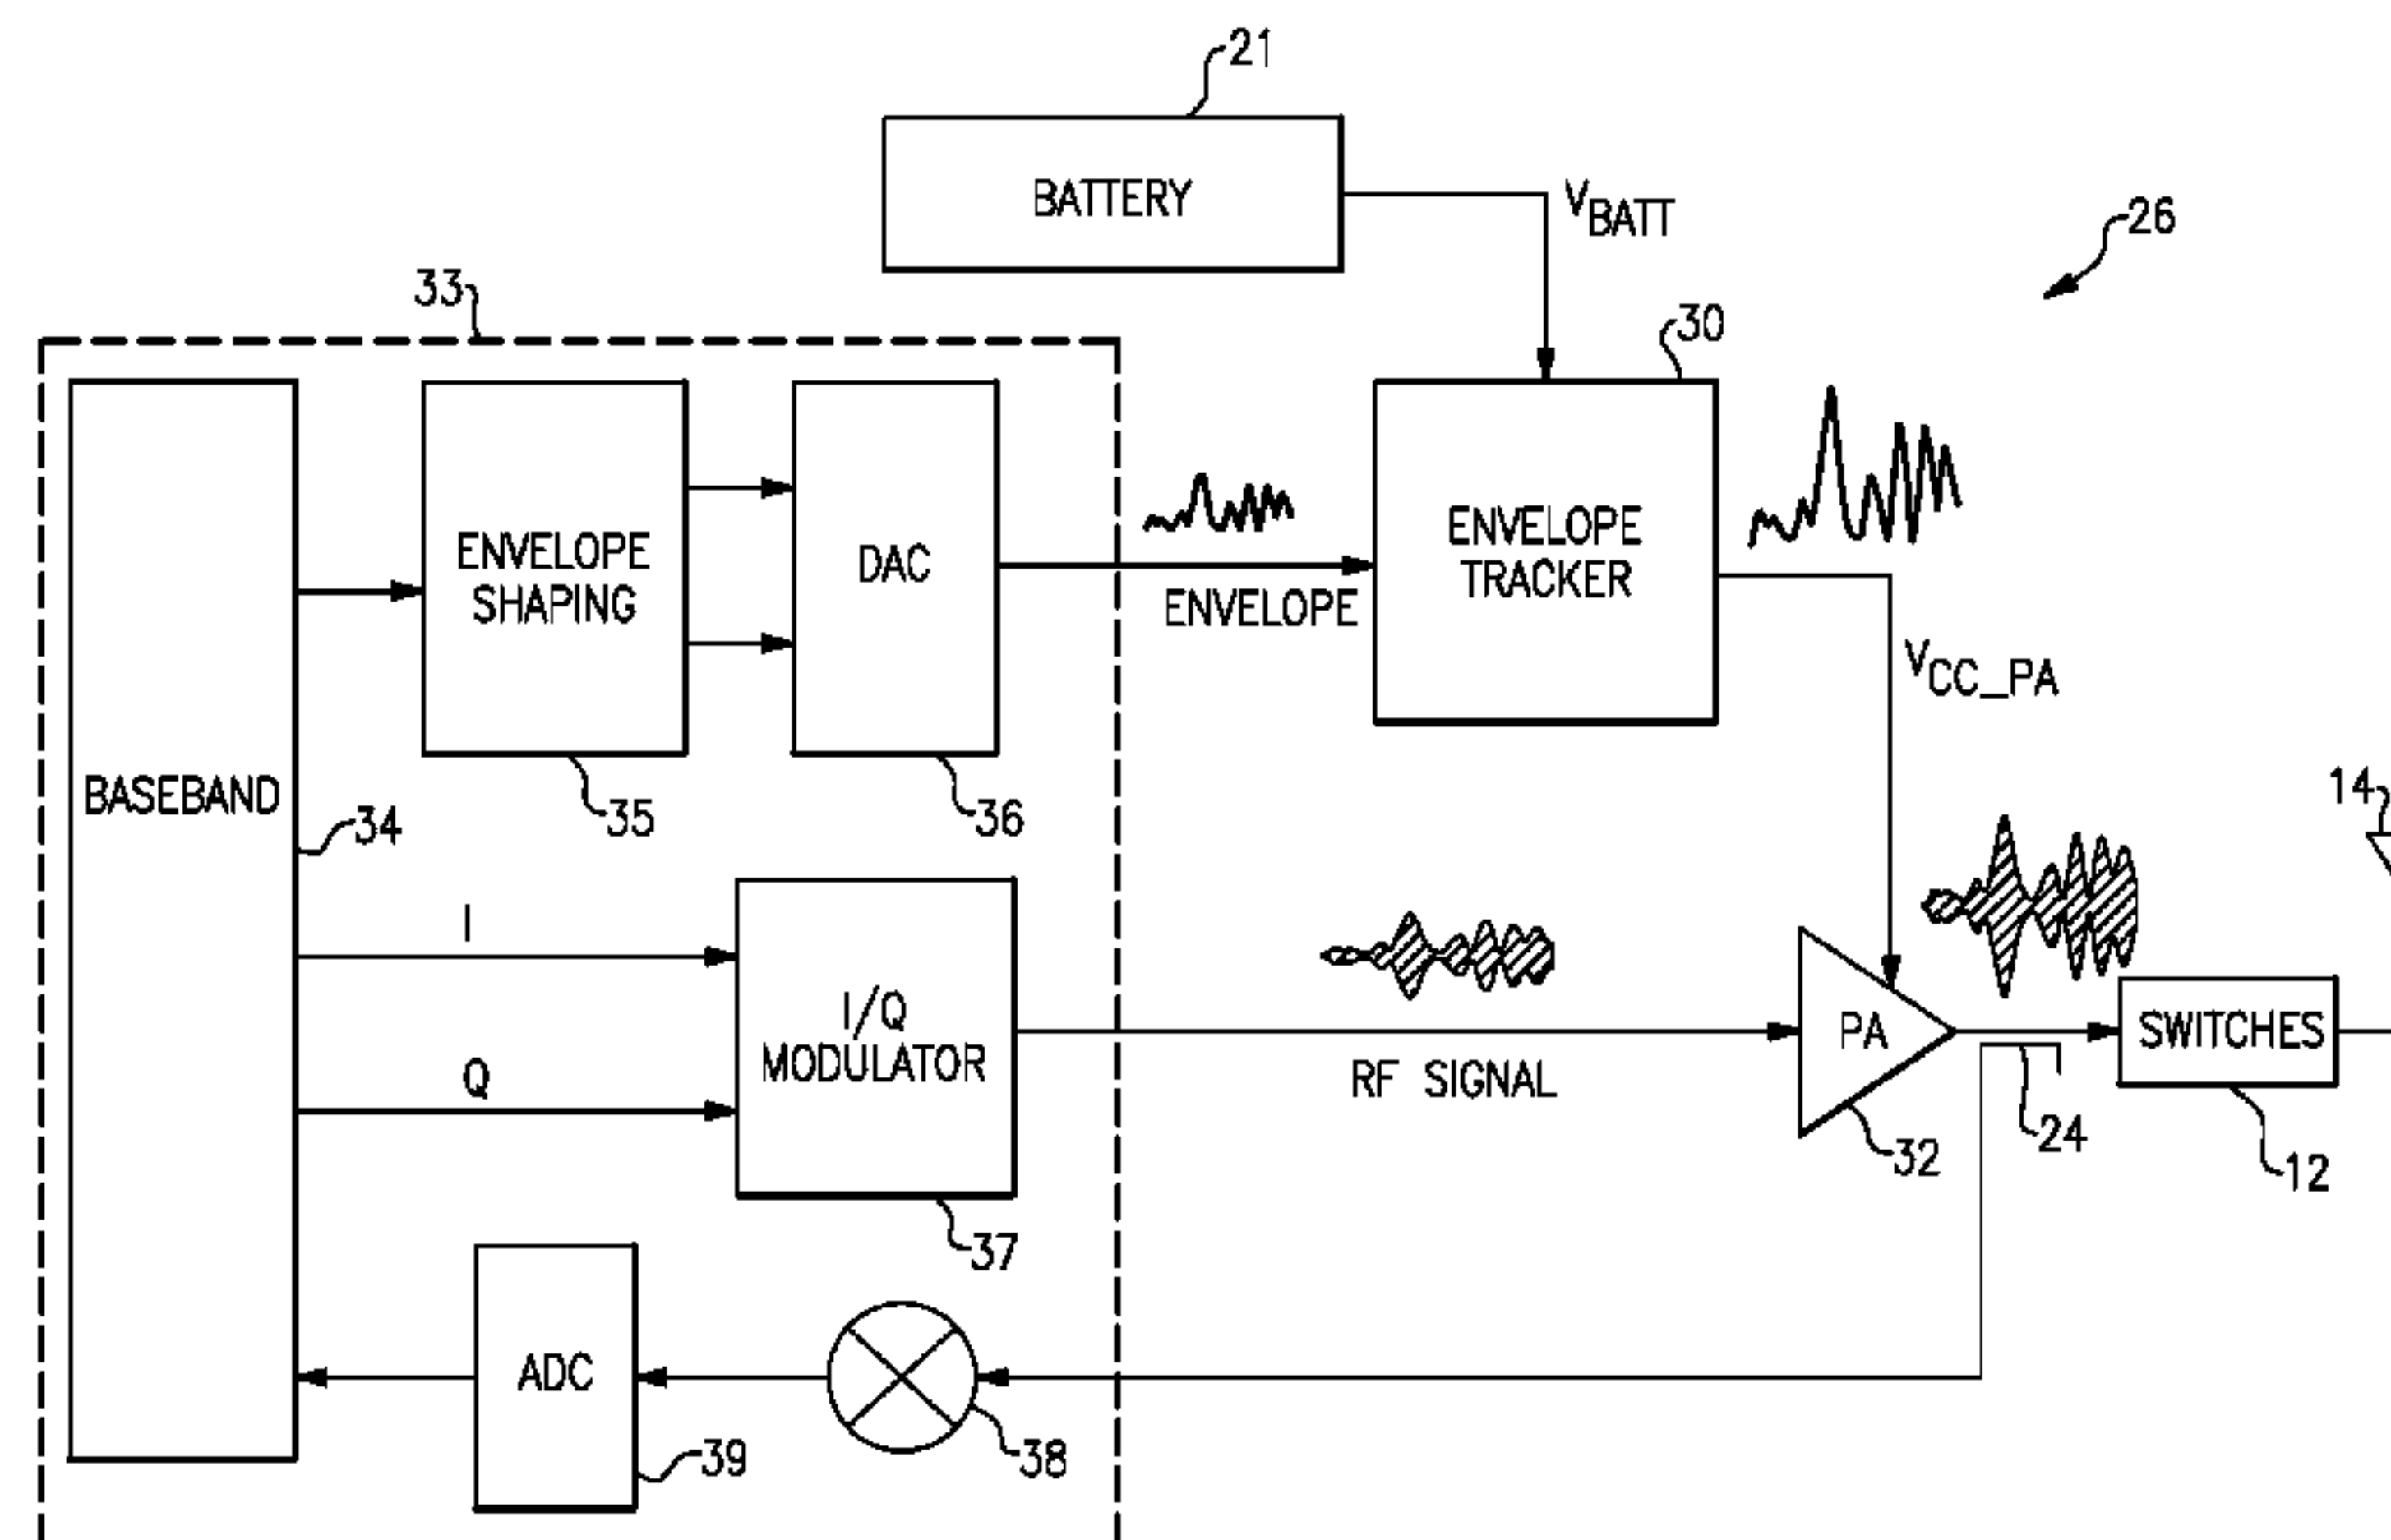 21
BATTERY
VBATT
26
33
30
ENVELOPE
SHAPING
DAC
ENVELOPE
ENVELOPE
TRACKER
VCC_PA
BASEBAND
34
35
36
14
I
I/Q
MODULATOR
Q
RF SIGNAL
PA
SWITCHES
32
24
12
37
ADC
39
38